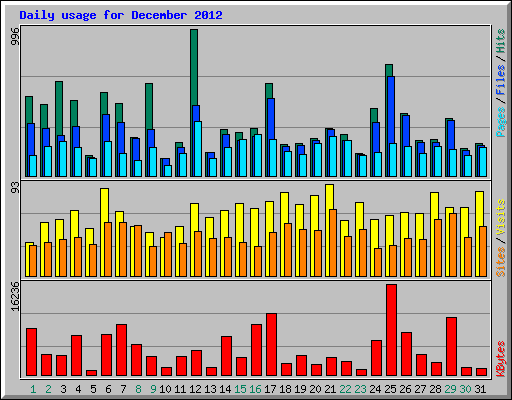 Daily usage for December 2012
996
Pages / Files / Hits
93
Sites / Visits
16236
KBytes
1 2 3 4 5 6 7 8 9 10 11 12 13 14 15 16 17 18 19 20 21 22 23 24 25 26 27 28 29 30 31